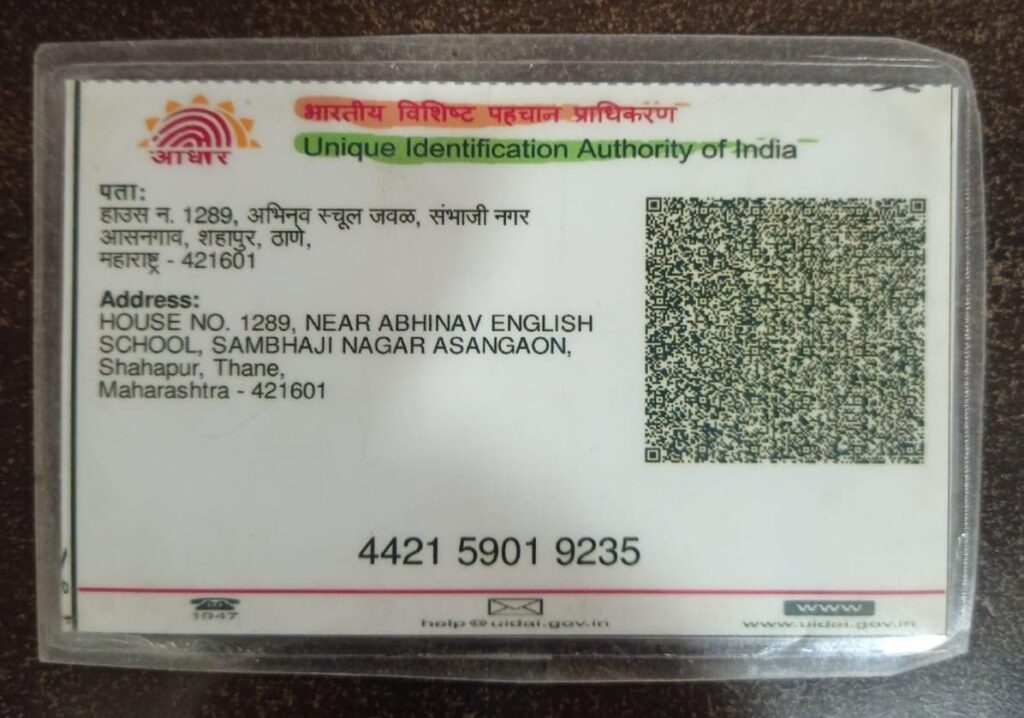 आधार
भारतीय विशिष्ट पहचान प्राधिकरण
Unique Identification Authority of India
पता:
हाउस न. 1289, अभिनव स्चूल जवळ, संभाजी नगर
आसनगाव, शहापुर, ठाणे,
महाराष्ट्र - 421601
Address:
HOUSE NO. 1289, NEAR ABHINAV ENGLISH
SCHOOL, SAMBHAJI NAGAR ASANGAON,
Shahapur, Thane,
Maharashtra - 421601
4421 5901 9235
1947
help@uidai.gov.in
www
www.uidai.gov.in